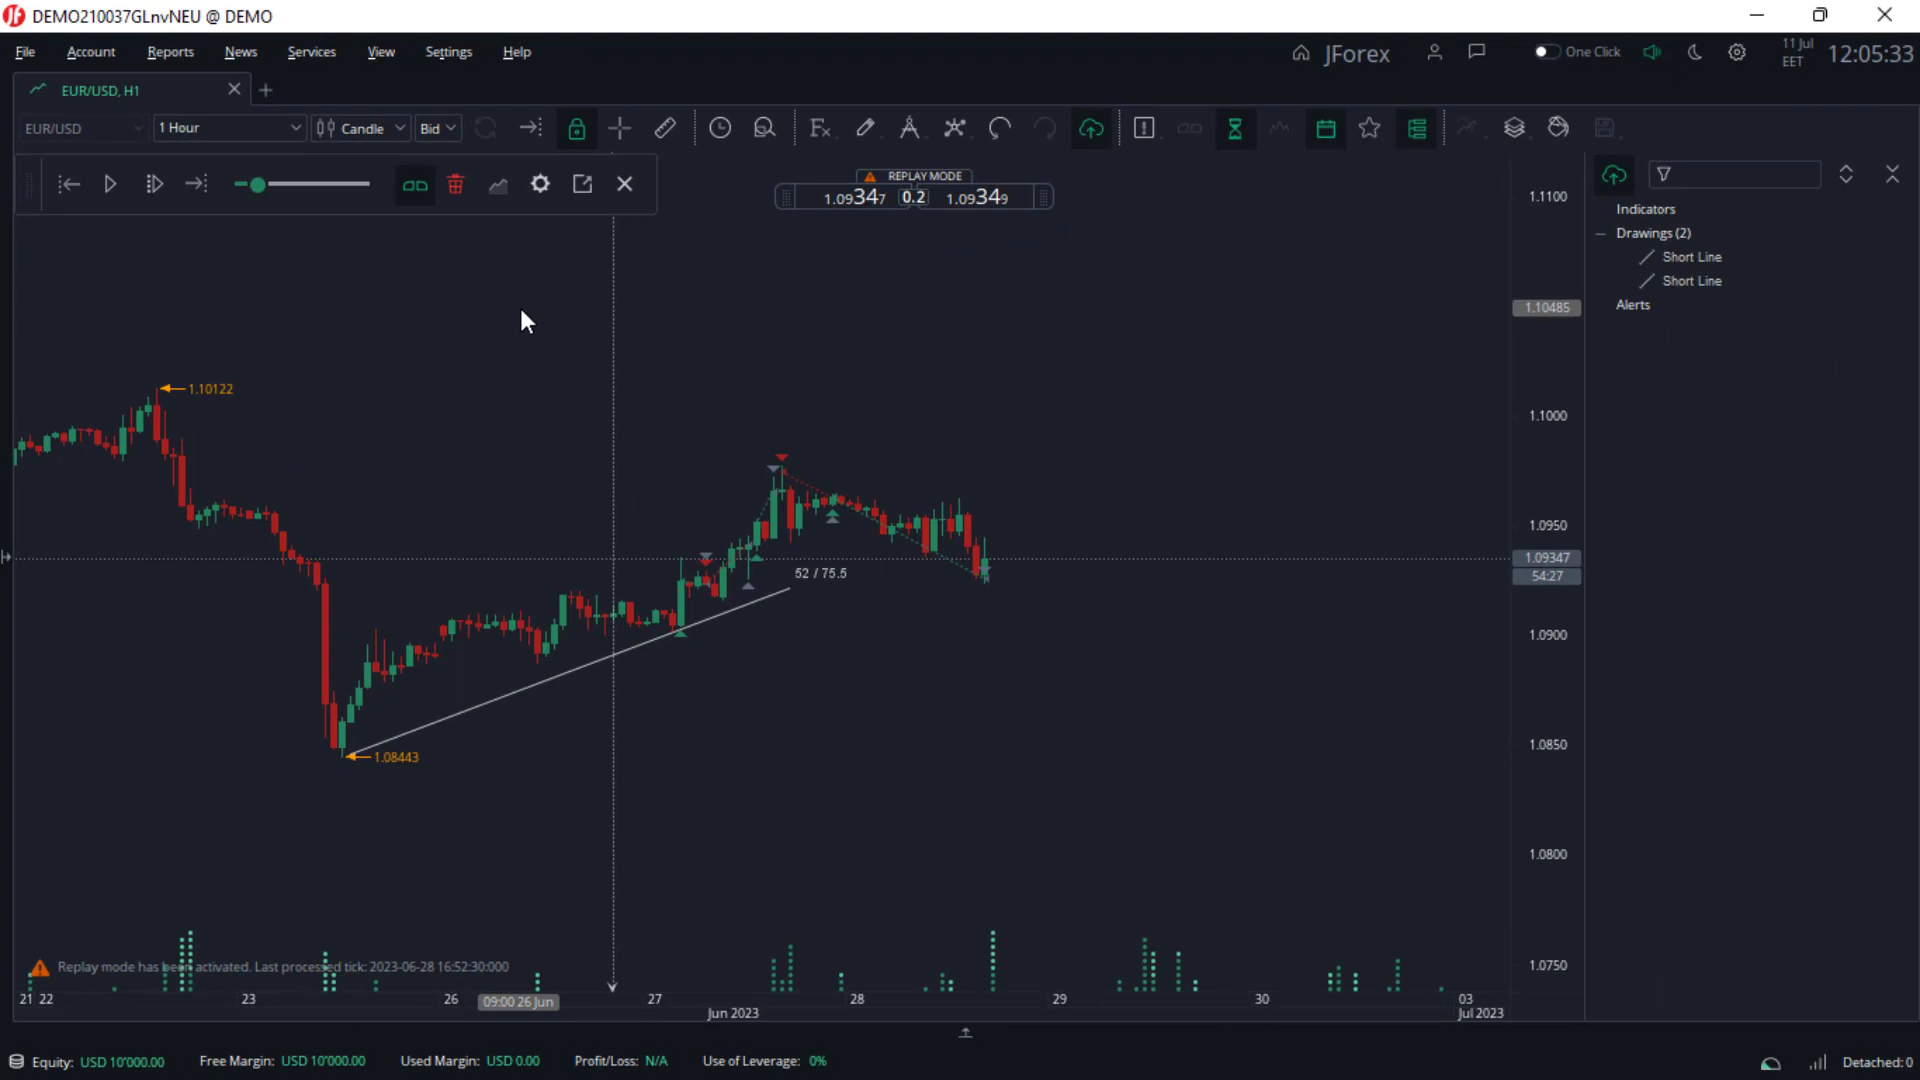 DEMO210037GLnvNEU @ DEMO
File Account Reports News Services View Settings Help
JForex One Click 11 Jul EET 12:05:33
EUR/USD, H1
EUR/USD 1 Hour Candle Bid
REPLAY MODE
1.09347 0.2 1.09349
Indicators
Drawings (2)
Short Line
Short Line
Alerts
1.1100
1.10485
1.10122
1.1000
1.0950
1.09347
54:27
52 / 75.5
1.0900
1.0850
1.08443
1.0800
1.0750
Replay mode has been activated. Last processed tick: 2023-06-28 16:52:30:000
21 22 23 26 09:00 26 Jun 27 28 29 30 03
Jun 2023 Jul 2023
Equity: USD 10'000.00 Free Margin: USD 10'000.00 Used Margin: USD 0.00 Profit/Loss: N/A Use of Leverage: 0% Detached: 0